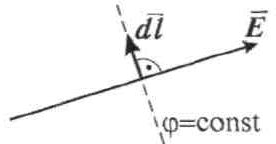 dl̅ E̅
φ=const